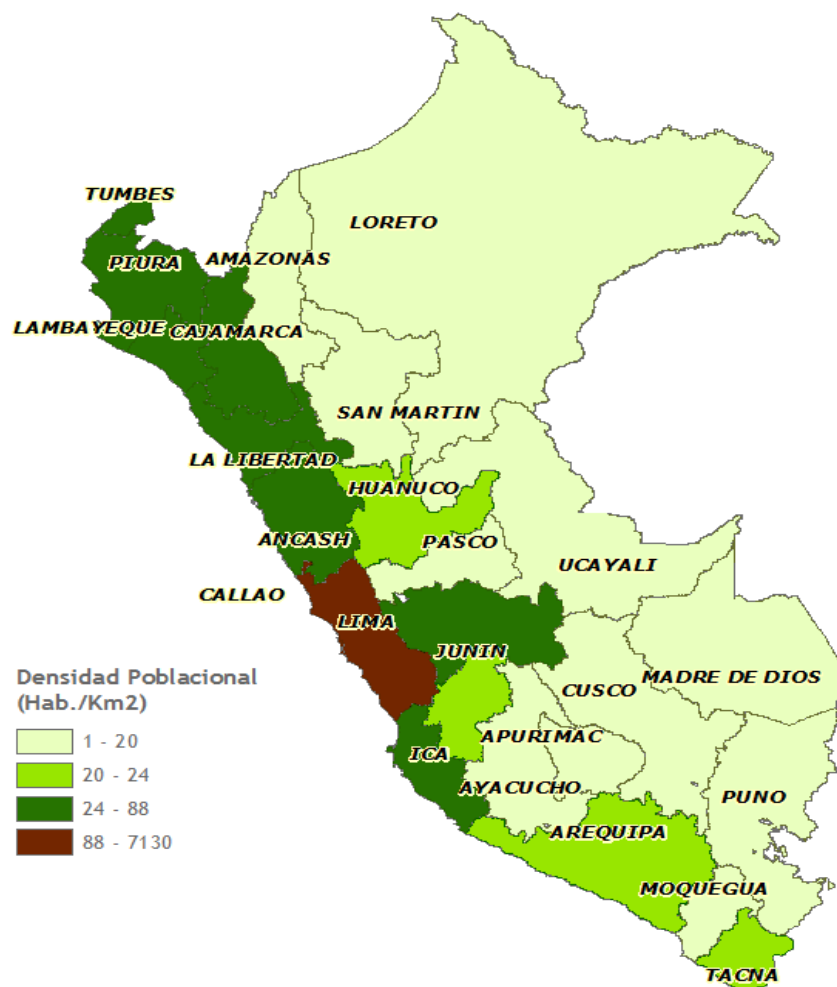 TUMBES
LORETO
PIURA
AMAZONAS
LAMBAYEQUE
CAJAMARCA
SAN MARTIN
LA LIBERTAD
HUANUCO
ANCASH
PASCO
UCAYALI
CALLAO
LIMA
JUNIN
MADRE DE DIOS
CUSCO
APURIMAC
ICA
AYACUCHO
PUNO
AREQUIPA
MOQUEGUA
TACNA
Densidad Poblacional
(Hab./Km2)
1 - 20
20 - 24
24 - 88
88 - 7130